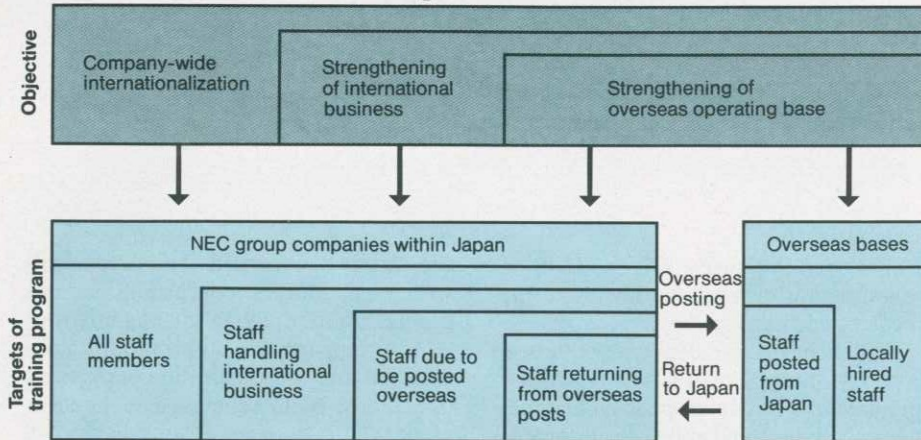 Objective
Company-wide
internationalization
Strengthening
of international
business
Strengthening of
overseas operating base
Targets of
training program
NEC group companies within Japan
All staff
members
Staff
handling
international
business
Staff due to
be posted
overseas
Staff returning
from overseas
posts
Overseas
posting
Return
to Japan
Overseas bases
Staff
posted
from
Japan
Locally
hired
staff